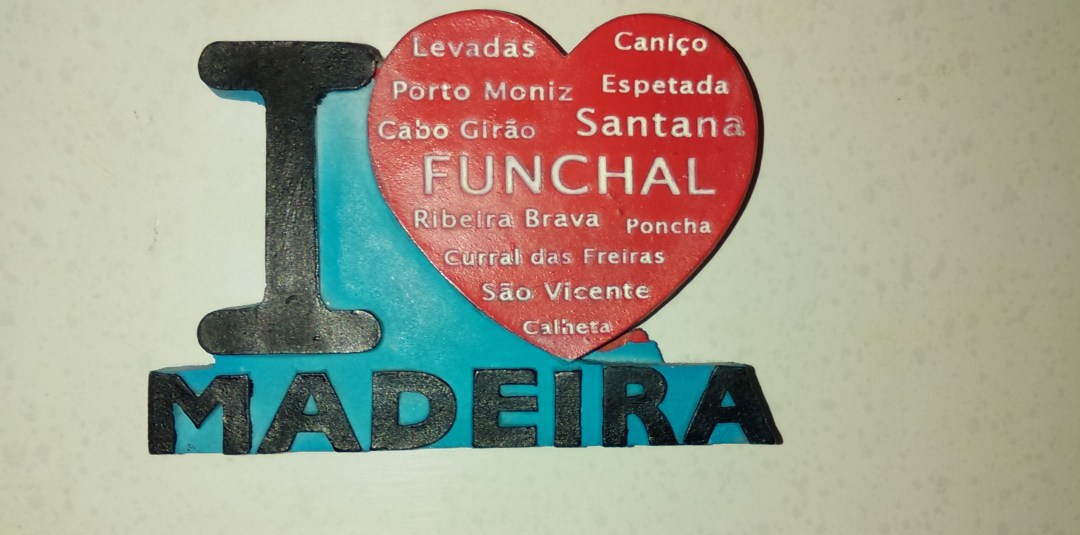 I
Levadas
Caniço
Porto Moniz
Espetada
Cabo Girão
Santana
FUNCHAL
Ribeira Brava
Poncha
Curral das Freiras
São Vicente
Calheta
MADEIRA